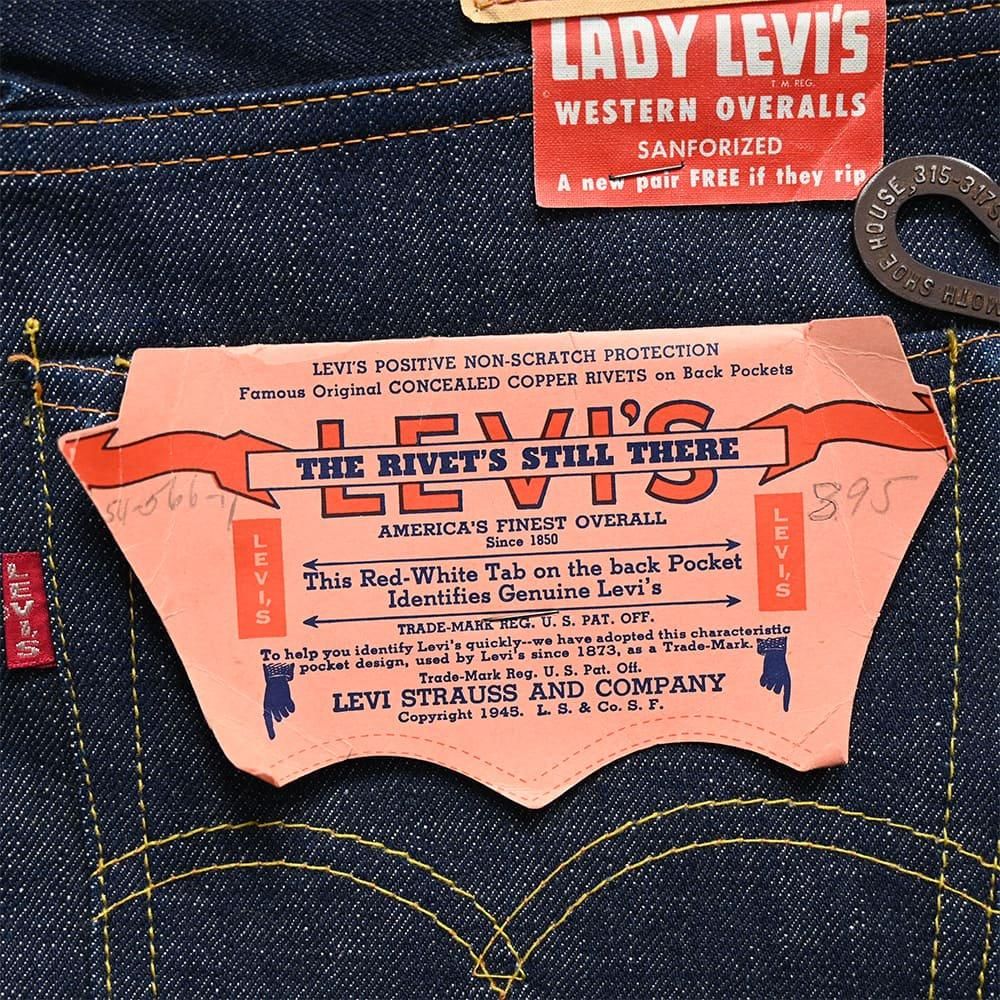 LADY LEVI'S
T. M. REG.
WESTERN OVERALLS
SANFORIZED
A new pair FREE if they rip
SHOE HOUSE, 315-317
LEVI'S POSITIVE NON-SCRATCH PROTECTION
Famous Original CONCEALED COPPER RIVETS on Back Pockets
LEVI'S
THE RIVET'S STILL THERE
8.95
AMERICA'S FINEST OVERALL
Since 1850
LEVI'S
LEVI'S
This Red-White Tab on the back Pocket
Identifies Genuine Levi's
TRADE-MARK REG. U. S. PAT. OFF.
LEVI'S
To help you identify Levi's quickly--we have adopted this characteristic
pocket design, used by Levi's since 1873, as a Trade-Mark.
Trade-Mark Reg. U. S. Pat. Off.
LEVI STRAUSS AND COMPANY
Copyright 1945. L. S. & Co. S. F.